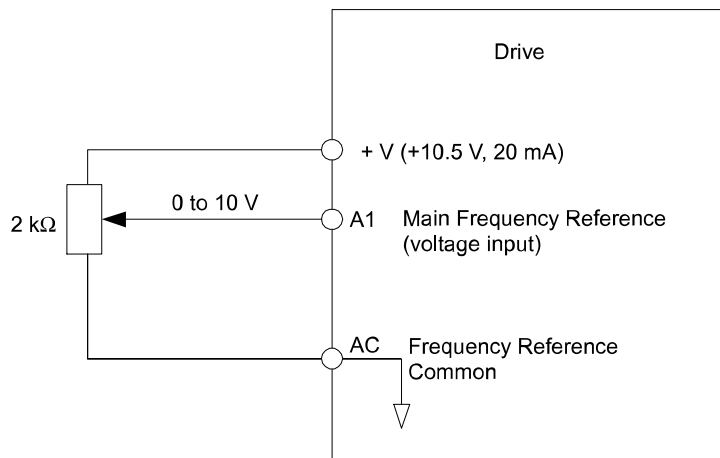 Drive
+ V (+10.5 V, 20 mA)
0 to 10 V
2 kΩ
A1
Main Frequency Reference
(voltage input)
AC
Frequency Reference
Common